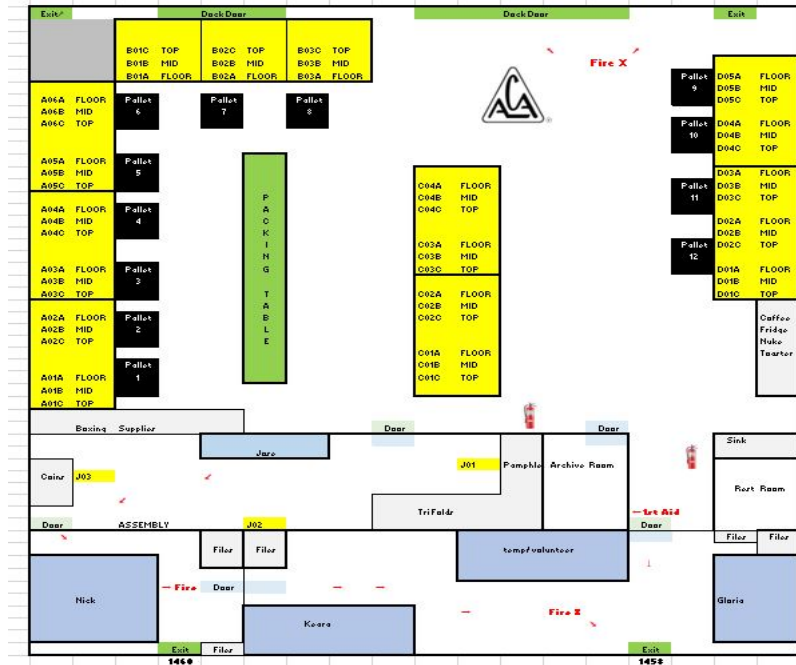 Exit
Dock Door
Dock Door
Exit
B01C TOP
B01B MID
B01A FLOOR
B02C TOP
B02B MID
B02A FLOOR
B03C TOP
B03B MID
B03A FLOOR
Fire X
ACA
A06A FLOOR
A06B MID
A06C TOP
A05A FLOOR
A05B MID
A05C TOP
A04A FLOOR
A04B MID
A04C TOP
A03A FLOOR
A03B MID
A03C TOP
A02A FLOOR
A02B MID
A02C TOP
A01A FLOOR
A01B MID
A01C TOP
Pallet
6
Pallet
7
Pallet
8
Pallet
5
Pallet
4
Pallet
3
Pallet
2
Pallet
1
PACKING TABLE
C04A FLOOR
C04B MID
C04C TOP
C03A FLOOR
C03B MID
C03C TOP
C02A FLOOR
C02B MID
C02C TOP
C01A FLOOR
C01B MID
C01C TOP
Pallet
9
Pallet
10
Pallet
11
Pallet
12
D05A FLOOR
D05B MID
D05C TOP
D04A FLOOR
D04B MID
D04C TOP
D03A FLOOR
D03B MID
D03C TOP
D02A FLOOR
D02B MID
D02C TOP
D01A FLOOR
D01B MID
D01C TOP
Coffee
Fridge
Nuke
Toaster
Boxing Supplies
Door
Door
Jars
Sink
Coins
J03
J01
Pamphle
Archive Room
Rest Room
TriFolds
1st Aid
Door
ASSEMBLY
J02
Door
Files
Files
temp/volunteer
Files
Files
Nick
Fire
Door
Gloria
Keara
Fire X
Exit
Files
Exit
1460
1458